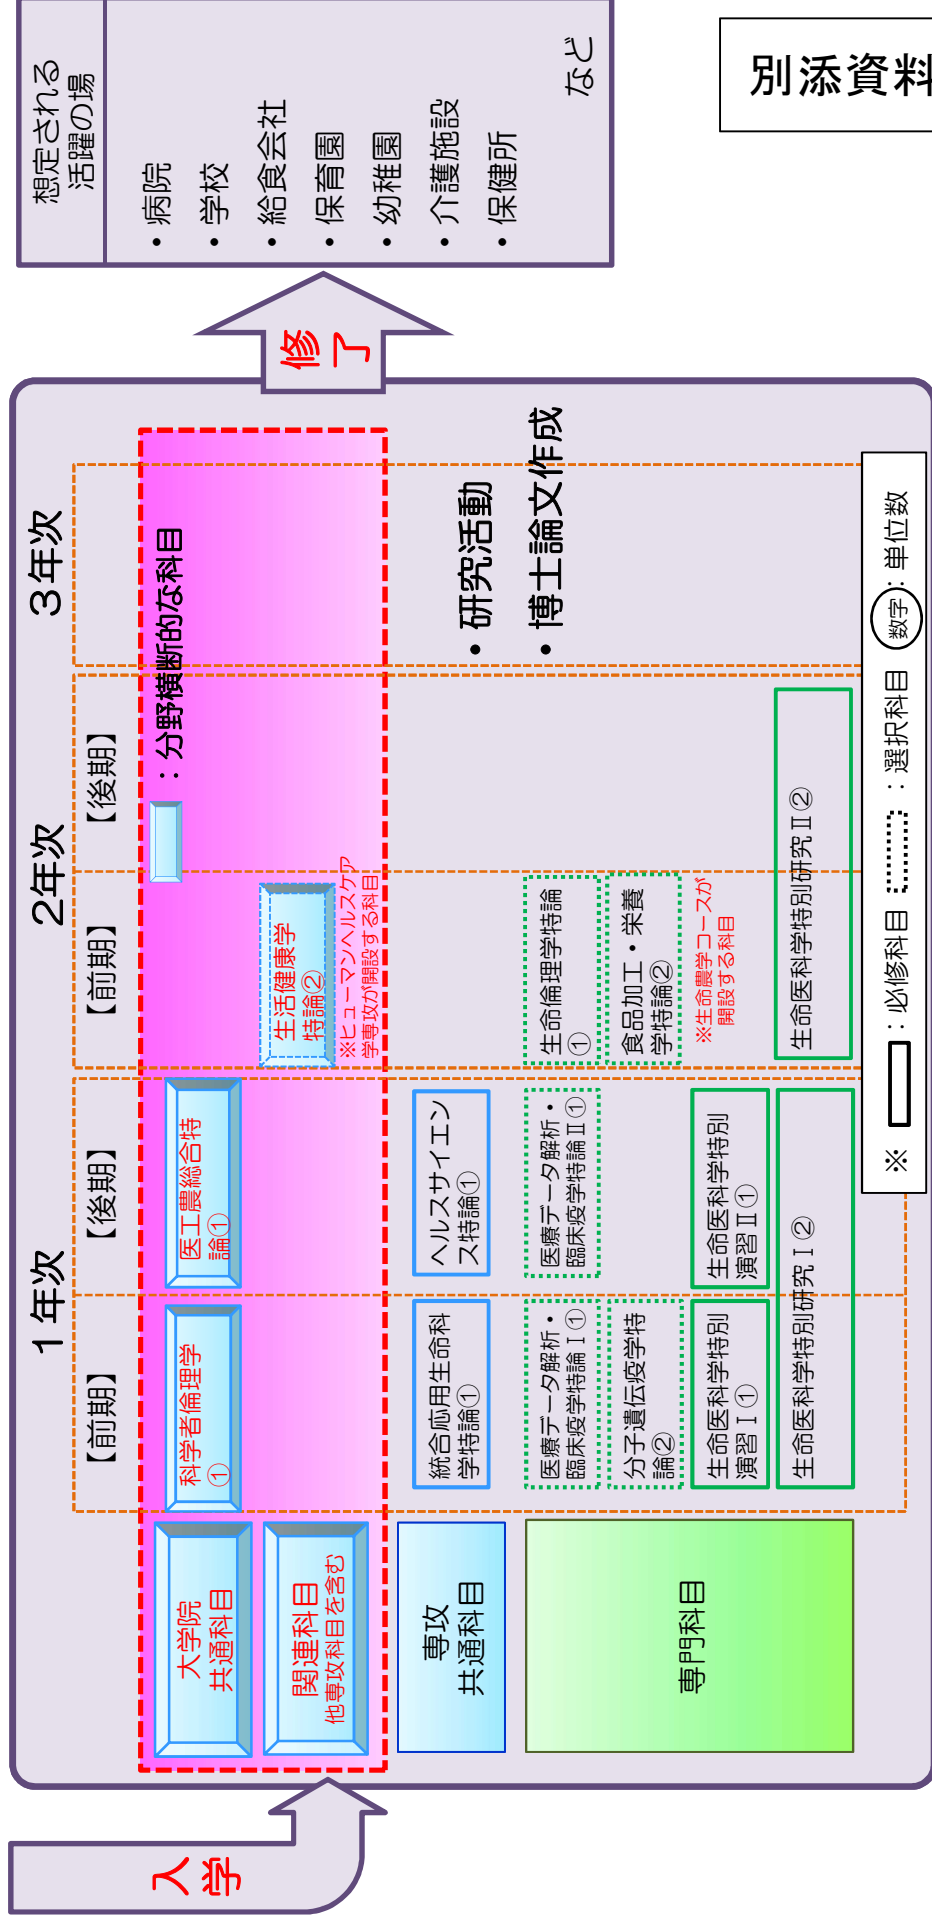 別添資料
入
学
1年次
2年次
3年次
【前期】
【後期】
【前期】
【後期】
：分野横断的な科目
大学院
共通科目
科学者倫理学
①
医工農総合特
論①
関連科目
他専攻科目を含む
生活健康学
特論②
※ヒューマンヘルスケア
学専攻が開設する科目
専攻
共通科目
統合応用生命科
学特論①
ヘルスサイエン
ス特論①
・研究活動
・博士論文作成
専門科目
医療データ解析・
臨床疫学特論Ⅰ①
医療データ解析・
臨床疫学特論Ⅱ①
生命倫理学特論
①
分子遺伝疫学特
論②
食品加工・栄養
学特論②
※生命農学コースが
開設する科目
生命医科学特別
演習Ⅰ①
生命医科学特別
演習Ⅱ①
生命医科学特別研究Ⅰ②
生命医科学特別研究Ⅱ②
※ ：必修科目 ：選択科目 数字：単位数
修
了
想定される
活躍の場
・病院
・学校
・給食会社
・保育園
・幼稚園
・介護施設
・保健所
など